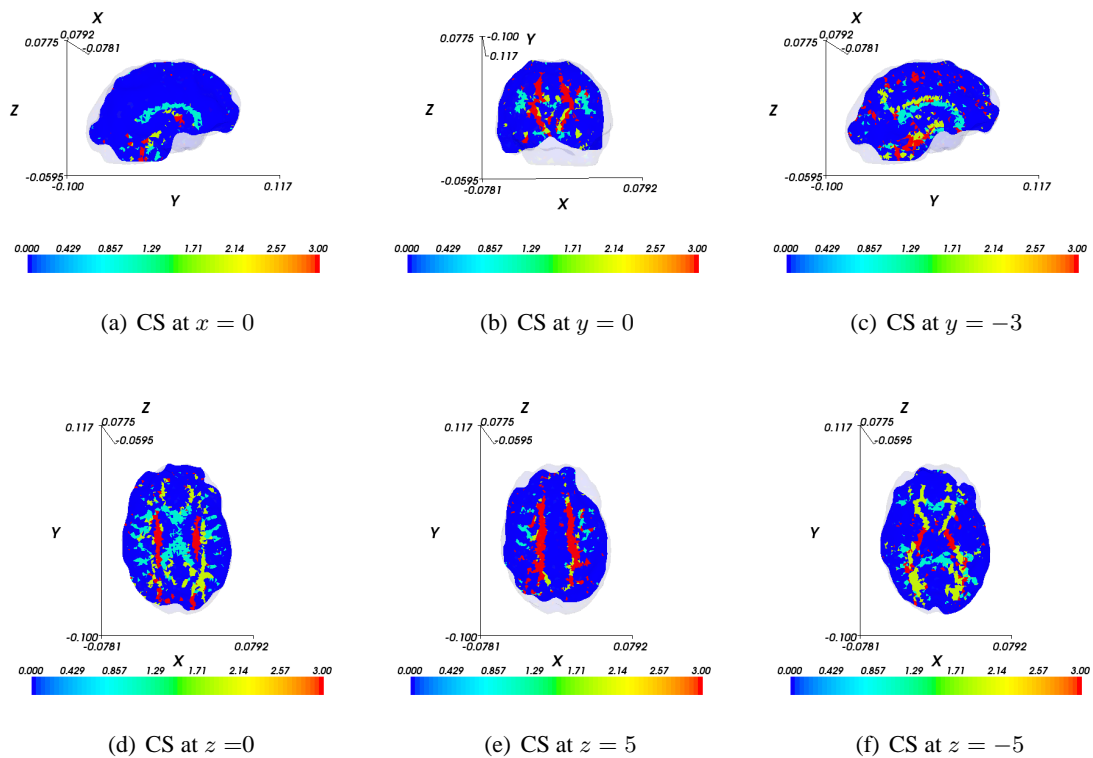 X
0.0792
0.0775
-0.0781
Z
-0.0595
-0.100
0.117
Y
0.000 0.429 0.857 1.29 1.71 2.14 2.57 3.00
(a) CS at x = 0
0.0775
-0.100
Y
0.117
Z
-0.0595
-0.0781
0.0792
X
0.000 0.429 0.857 1.29 1.71 2.14 2.57 3.00
(b) CS at y = 0
X
0.0792
0.0775
-0.0781
Z
-0.0595
-0.100
0.117
Y
0.000 0.429 0.857 1.29 1.71 2.14 2.57 3.00
(c) CS at y = −3
Z
0.117
0.0775
-0.0595
Y
-0.100
-0.0781
0.0792
X
0.000 0.429 0.857 1.29 1.71 2.14 2.57 3.00
(d) CS at z =0
Z
0.117
0.0775
-0.0595
Y
-0.100
-0.0781
0.0792
X
0.000 0.429 0.857 1.29 1.71 2.14 2.57 3.00
(e) CS at z = 5
Z
0.117
0.0775
-0.0595
Y
-0.100
-0.0781
0.0792
X
0.000 0.429 0.857 1.29 1.71 2.14 2.57 3.00
(f) CS at z = −5